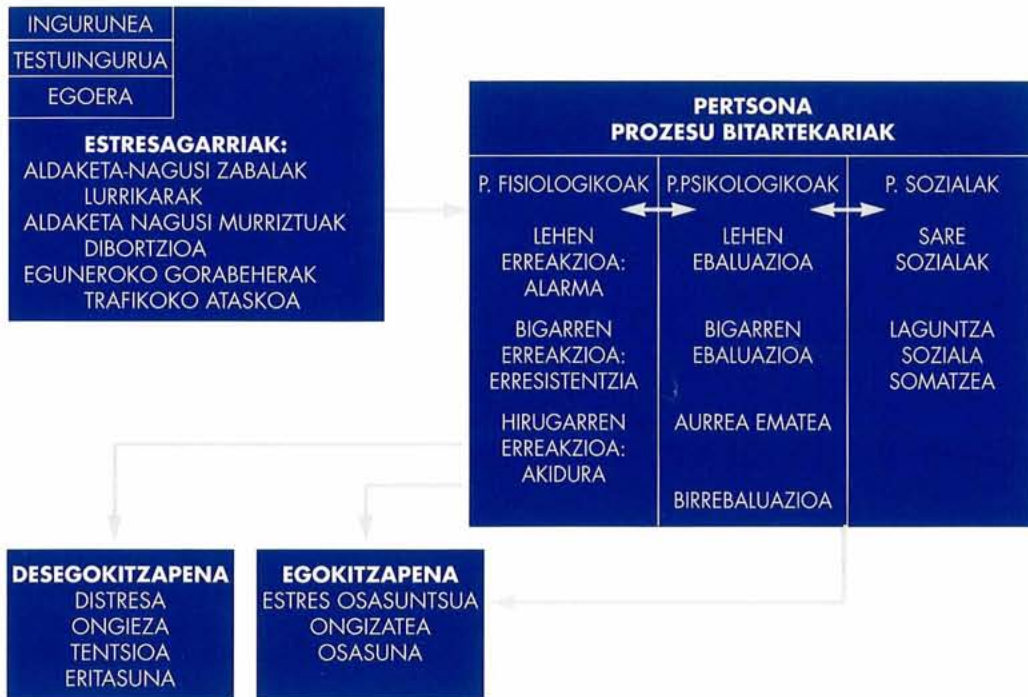 INGURUNEA
TESTUINGURUA
EGOERA
ESTRESAGARRIAK:
ALDAKETA-NAGUSI ZABALAK
LURRIKARAK
ALDAKETA NAGUSI MURRIZTUAK
DIBORTZIOA
EGUNEROKO GORABEHERAK
TRAFIKOKO ATASKOA
PERTSONA
PROZESU BITARTEKARIAK
P. FISIOLOGIKOAK
LEHEN
ERREAKZIOA:
ALARMA
BIGARREN
ERREAKZIOA:
ERRESISTENTZIA
HIRUGARREN
ERREAKZIOA:
AKIDURA
P.PSIKOLOGIKOAK
LEHEN
EBALUAZIOA
BIGARREN
EBALUAZIOA
AURREA EMATEA
BIRREBALUAZIOA
P. SOZIALAK
SARE
SOZIALAK
LAGUNTZA
SOZIALA
SOMATZEA
DESEGOKITZAPENA
DISTRESA
ONGIEZA
TENTSIOA
ERITASUNA
EGOKITZAPENA
ESTRES OSASUNTSUA
ONGIZATEA
OSASUNA